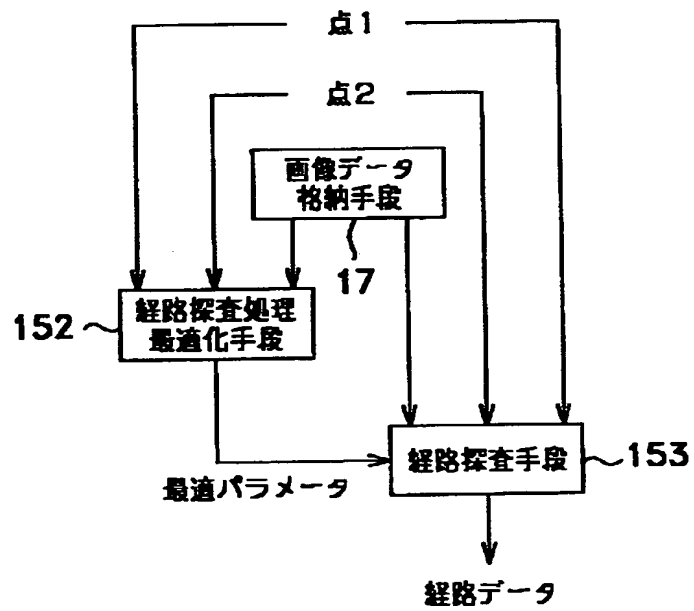 点1
点2
画像データ
格納手段
17
152
経路探査処理
最適化手段
経路探査手段
153
最適パラメータ
経路データ